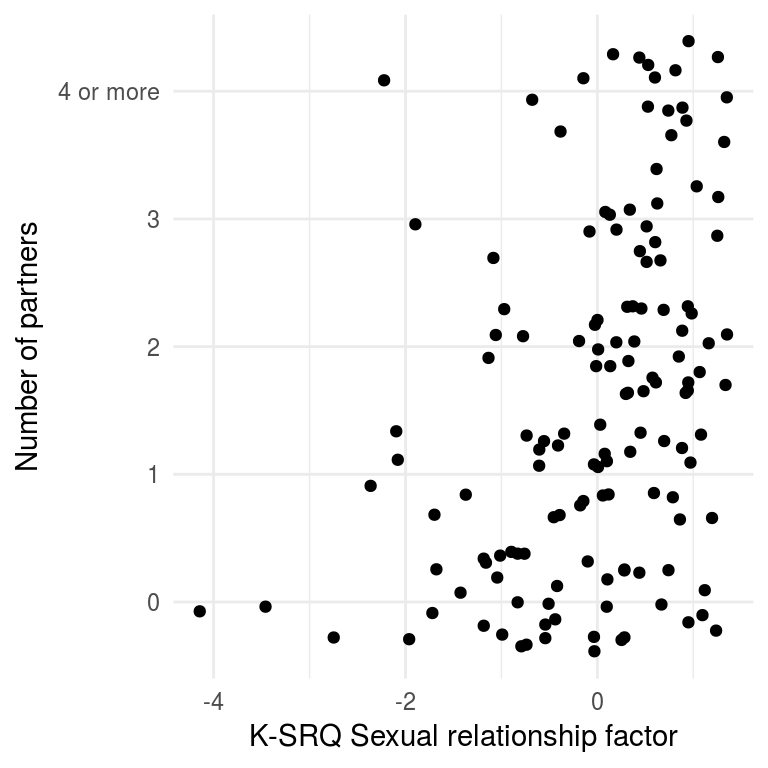 4 or more
3
2
1
0
Number of partners
-4 -2 0
K-SRQ Sexual relationship factor